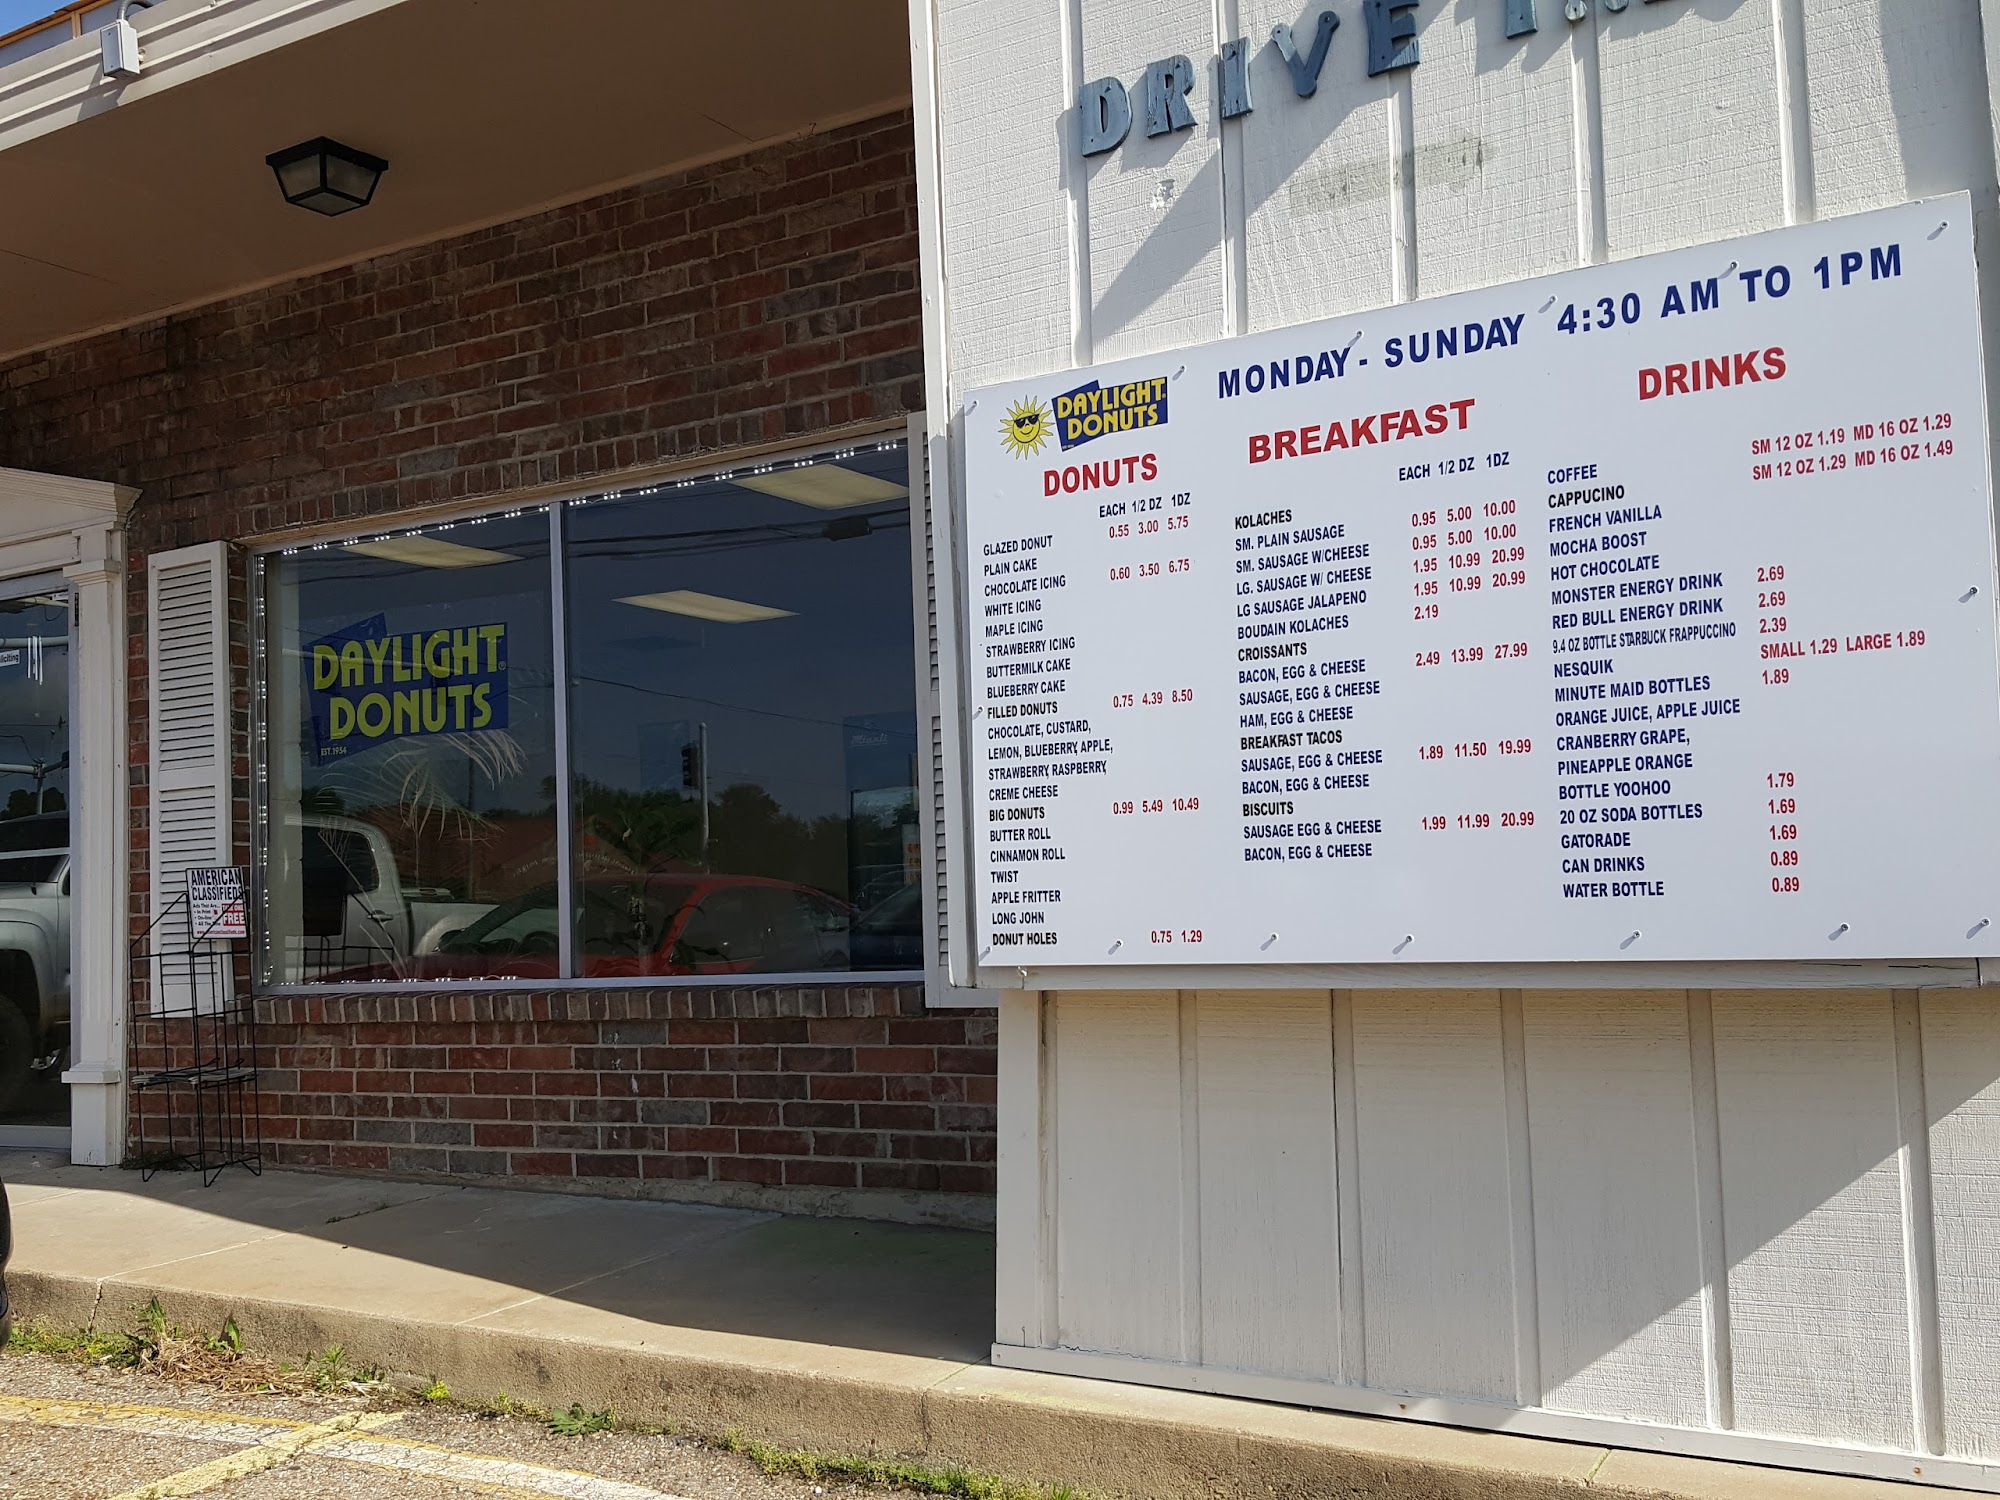 DRIVE
MONDAY - SUNDAY 4:30 AM TO 1PM
DAYLIGHT
DONUTS
DONUTS
EACH 1/2 DZ 1DZ
GLAZED DONUT 0.55 3.00 5.75
PLAIN CAKE
CHOCOLATE ICING 0.60 3.50 6.75
WHITE ICING
MAPLE ICING
STRAWBERRY ICING
BUTTERMILK CAKE
BLUEBERRY CAKE
FILLED DONUTS 0.75 4.39 8.50
CHOCOLATE, CUSTARD,
LEMON, BLUEBERRY, APPLE,
STRAWBERRY, RASPBERRY,
CREME CHEESE
BIG DONUTS 0.99 5.49 10.49
BUTTER ROLL
CINNAMON ROLL
TWIST
APPLE FRITTER
LONG JOHN
DONUT HOLES 0.75 1.29
BREAKFAST
EACH 1/2 DZ 1DZ
KOLACHES
SM. PLAIN SAUSAGE 0.95 5.00 10.00
SM. SAUSAGE W/CHEESE 0.95 5.00 10.00
LG. SAUSAGE W/ CHEESE 1.95 10.99 20.99
LG SAUSAGE JALAPENO 1.95 10.99 20.99
BOUDAIN KOLACHES 2.19
CROISSANTS
BACON, EGG & CHEESE 2.49 13.99 27.99
SAUSAGE, EGG & CHEESE
HAM, EGG & CHEESE
BREAKFAST TACOS
SAUSAGE, EGG & CHEESE 1.89 11.50 19.99
BACON, EGG & CHEESE
BISCUITS
SAUSAGE EGG & CHEESE 1.99 11.99 20.99
BACON, EGG & CHEESE
DRINKS
COFFEE SM 12 OZ 1.19 MD 16 OZ 1.29
CAPPUCINO SM 12 OZ 1.29 MD 16 OZ 1.49
FRENCH VANILLA
MOCHA BOOST
HOT CHOCOLATE
MONSTER ENERGY DRINK 2.69
RED BULL ENERGY DRINK 2.69
9.4 OZ BOTTLE STARBUCK FRAPPUCCINO 2.39
NESQUIK SMALL 1.29 LARGE 1.89
MINUTE MAID BOTTLES 1.89
ORANGE JUICE, APPLE JUICE
CRANBERRY GRAPE,
PINEAPPLE ORANGE
BOTTLE YOOHOO 1.79
20 OZ SODA BOTTLES 1.69
GATORADE 1.69
CAN DRINKS 0.89
WATER BOTTLE 0.89
DAYLIGHT
DONUTS
EST. 1954
AMERICAN
CLASSIFIEDS
FREE